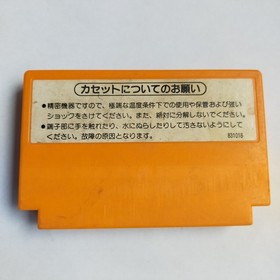 カセットについてのお願い
●精密機器ですので、極端な温度条件下での使用や保管および強い
ショックをさけてください。また、絶対に分解しないでください。
●端子部に手を触れたり、水にぬらしたりして汚さないようにして
ください。故障の原因となります。
831018